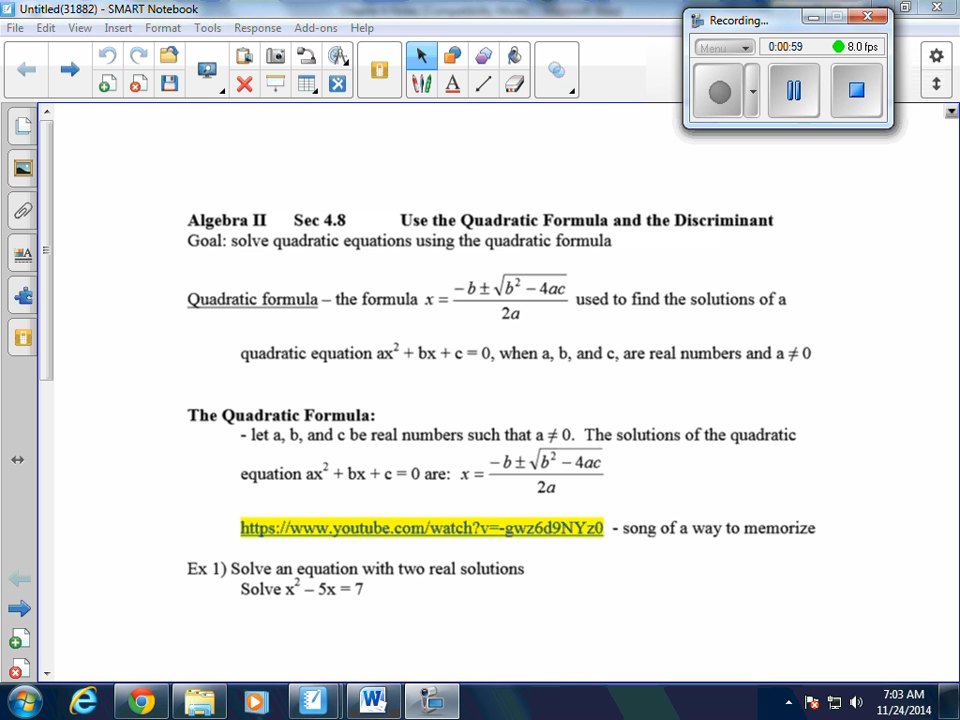 Untitled(31882) - SMART Notebook
File Edit View Insert Format Tools Response Add-ons Help
Recording...
Menu 0:00:59 8.0 fps
Algebra II Sec 4.8 Use the Quadratic Formula and the Discriminant
Goal: solve quadratic equations using the quadratic formula
Quadratic formula – the formula x = (−b ± √(b² − 4ac)) / 2a used to find the solutions of a
quadratic equation ax² + bx + c = 0, when a, b, and c, are real numbers and a ≠ 0
The Quadratic Formula:
- let a, b, and c be real numbers such that a ≠ 0. The solutions of the quadratic
equation ax² + bx + c = 0 are: x = (−b ± √(b² − 4ac)) / 2a
https://www.youtube.com/watch?v=-gwz6d9NYz0 - song of a way to memorize
Ex 1) Solve an equation with two real solutions
Solve x² – 5x = 7
7:03 AM
11/24/2014